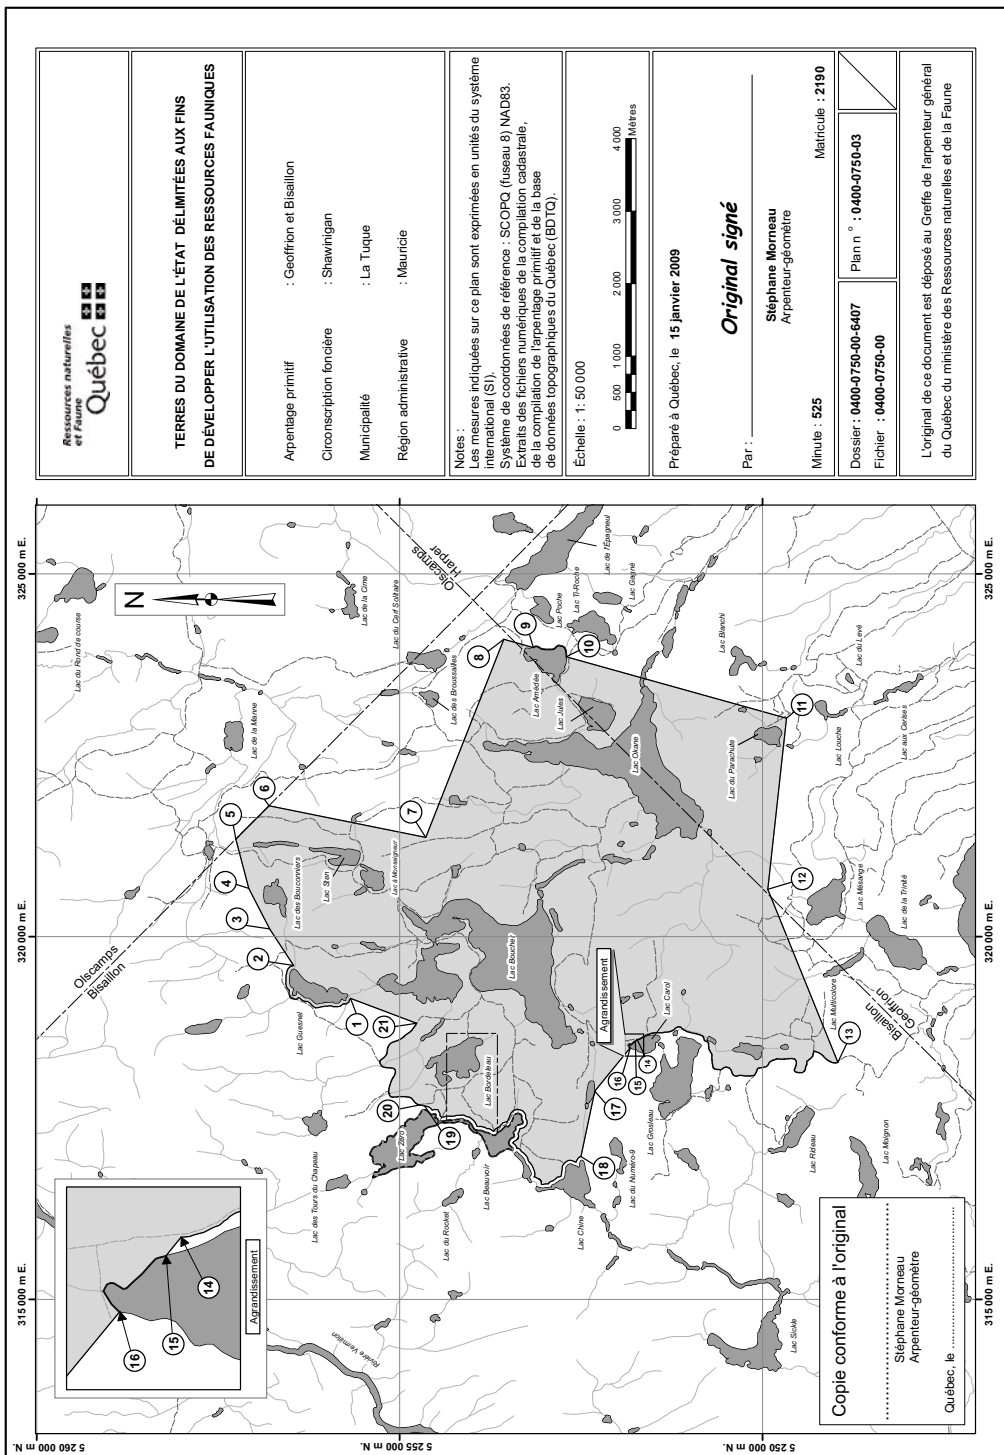 Ressources naturelles
et Faune
Québec
TERRES DU DOMAINE DE L'ÉTAT DÉLIMITÉES AUX FINS
DE DÉVELOPPER L'UTILISATION DES RESSOURCES FAUNIQUES
Arpentage primitif : Geoffrion et Bisaillon
Circonscription foncière : Shawinigan
Municipalité : La Tuque
Région administrative : Mauricie
Notes :
Les mesures indiquées sur ce plan sont exprimées en unités du système
international (SI).
Système de coordonnées de référence : SCOPQ (fuseau 8) NAD83.
Extraits des fichiers numériques de la compilation cadastrale,
de la compilation de l'arpentage primitif et de la base
de données topographiques du Québec (BDTQ).
Échelle : 1: 50 000
0 500 1 000 2 000 3 000 4 000
Mètres
Préparé à Québec, le 15 janvier 2009
Original signé
Par :
Stéphane Morneau
Arpenteur-géomètre
Minute : 525 Matricule : 2190
Dossier : 0400-0750-00-6407
Fichier : 0400-0750-00
Plan n° : 0400-0750-03
L'original de ce document est déposé au Greffe de l'arpenteur général
du Québec du ministère des Ressources naturelles et de la Faune
315 000 m E.
320 000 m E.
325 000 m E.
5 260 000 m N.
5 255 000 m N.
5 250 000 m N.
315 000 m E.
320 000 m E.
325 000 m E.
N
16
15
14
Agrandissement
Rivière Vermillon
Lac des Tours du Chapeau
Lac du Rocket
Lac Zéro
Lac Beauvoir
Lac Chine
Lac du Numéro-9
Lac Grosleau
Lac Sickle
Lac Rideau
Lac Moignon
Lac Guesnel
Lac Bordeleau
Lac Boucher
Lac Carol
Agrandissement
Lac Multicolore
Lac Mésange
Lac de la Trinité
Lac des Bouconniers
Lac Sten
Lac à Monseigneur
Lac de la Manne
Lac du Rond de course
Lac de la Cime
Lac du Cerf Solitaire
Lac des Broussailles
Lac Amédée
Lac Jules
Lac Okane
Lac Poche
Lac Ti-Roche
Lac Gagné
Lac de l'Épagneul
Lac Blanchi
Lac du Parachute
Lac Louche
Lac du Levé
Lac aux Cerises
Olscamps
Bisaillon
Olscamps
Harper
Bisaillon
Geoffrion
1
2
3
4
5
6
7
8
9
10
11
12
13
14
15
16
17
18
19
20
21
Copie conforme à l'original
Stéphane Morneau
Arpenteur-géomètre
Québec, le